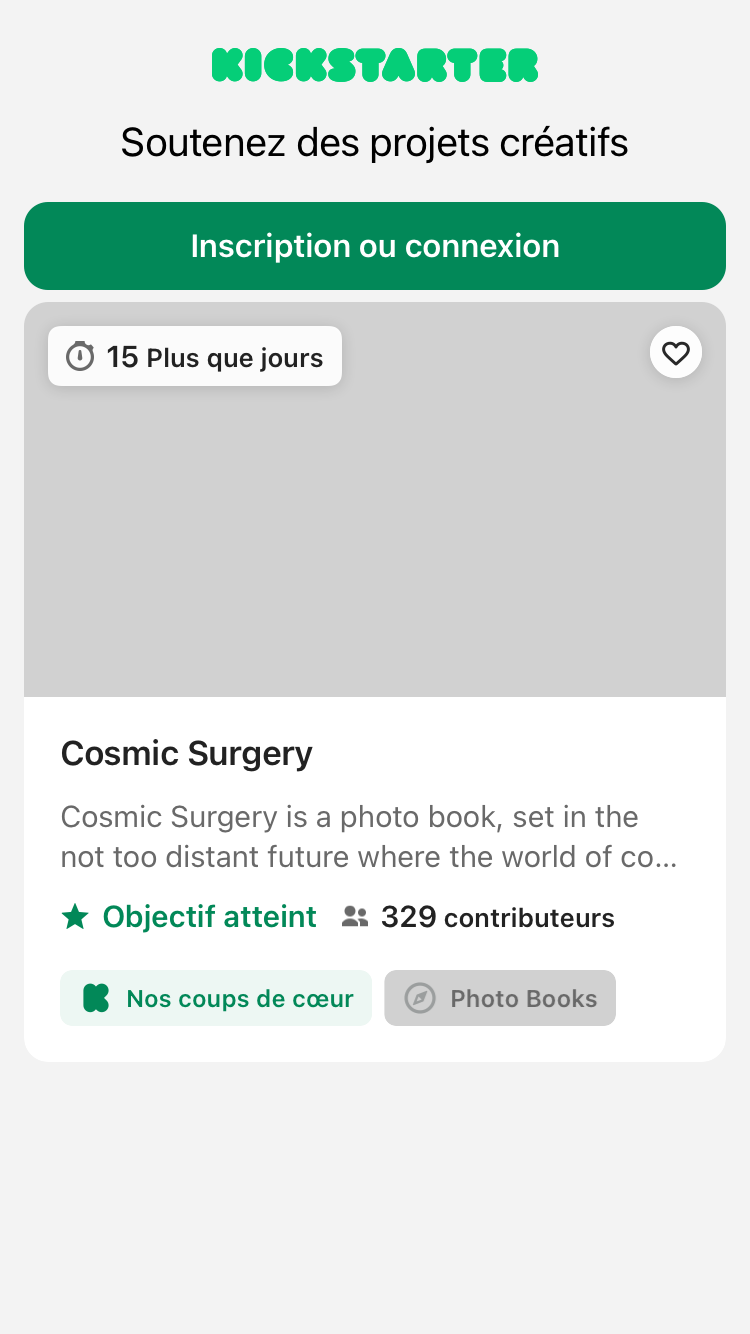 KICKSTARTER
Soutenez des projets créatifs
Inscription ou connexion
15 Plus que jours
Cosmic Surgery
Cosmic Surgery is a photo book, set in the
not too distant future where the world of co...
Objectif atteint 329 contributeurs
Nos coups de cœur Photo Books